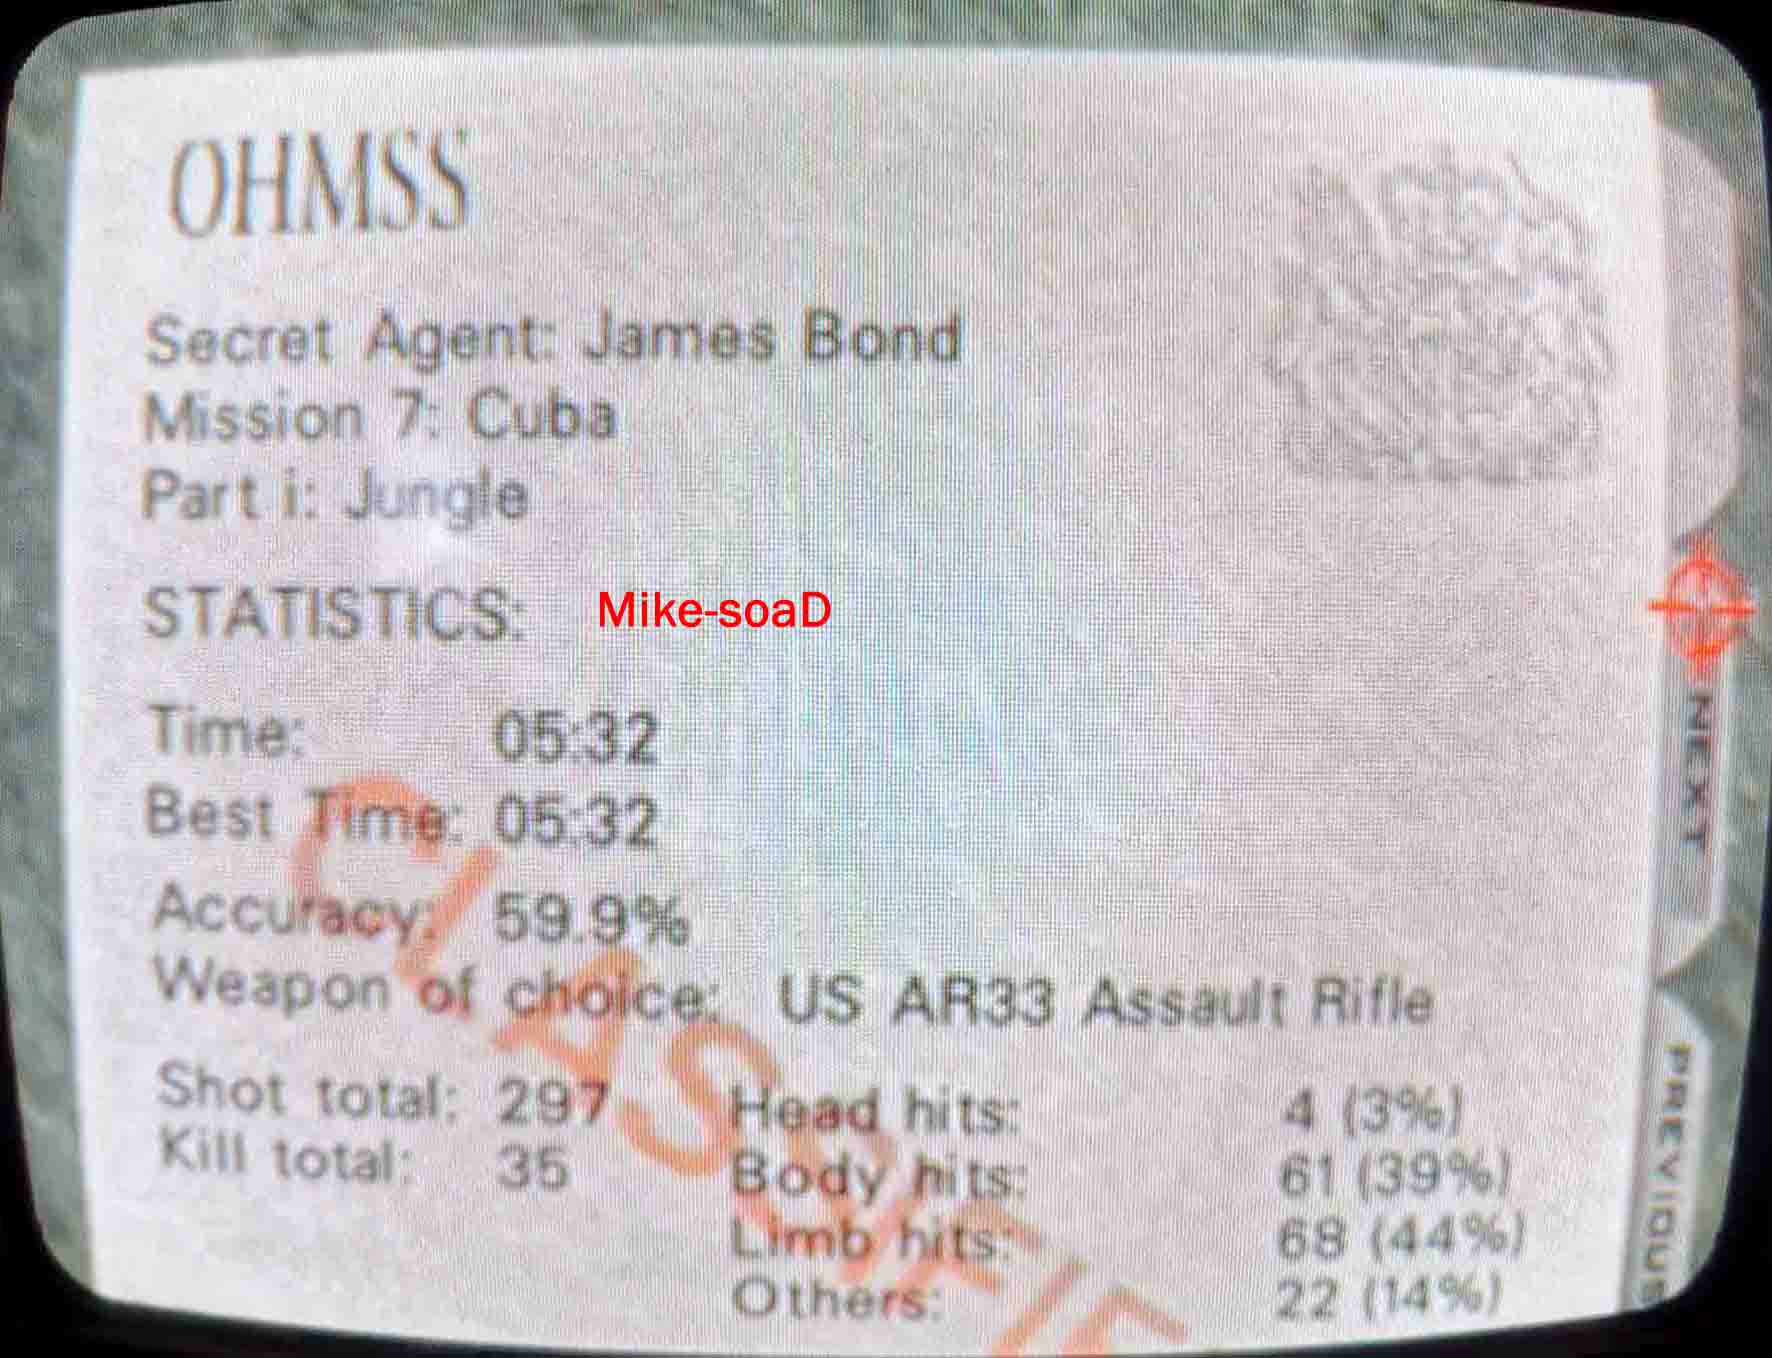 OHMSS
Secret Agent: James Bond
Mission 7: Cuba
Part i: Jungle
STATISTICS:
Mike-soaD
Time: 05:32
Best Time: 05:32
Accuracy: 59.9%
Weapon of choice: US AR33 Assault Rifle
Shot total: 297
Kill total: 35
Head hits: 4 (3%)
Body hits: 61 (39%)
Limb hits: 68 (44%)
Others: 22 (14%)
NEXT
PREVIOUS